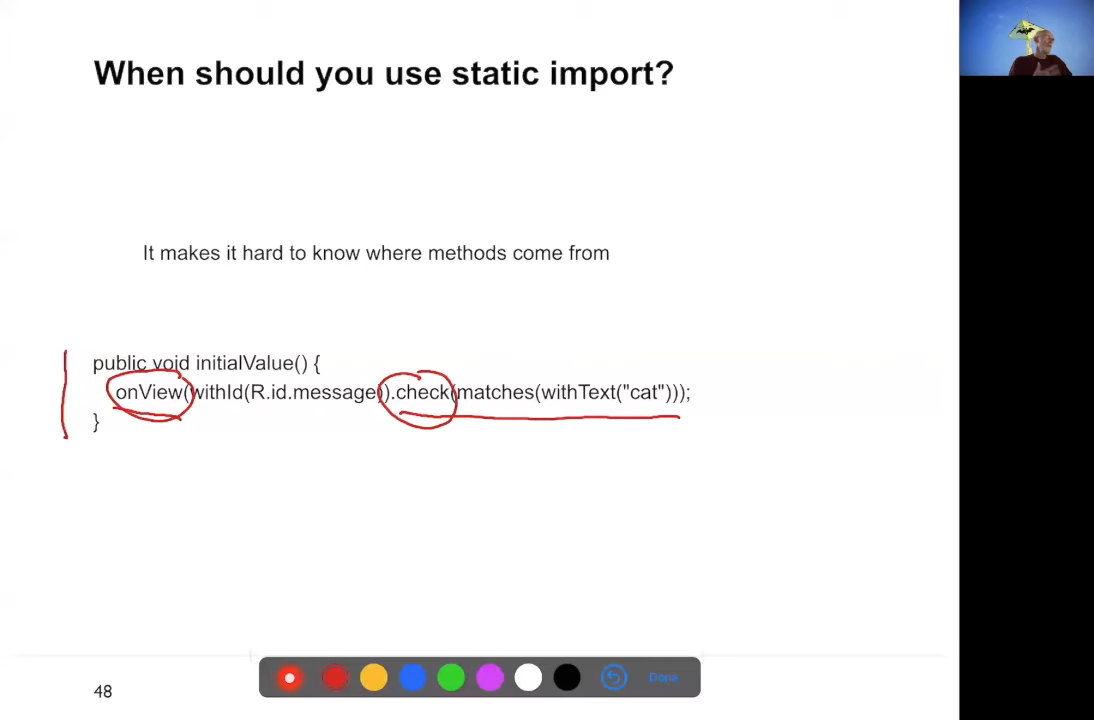 When should you use static import?
It makes it hard to know where methods come from
public void initialValue() {
onView(withId(R.id.message)).check(matches(withText("cat")));
}
48
Done